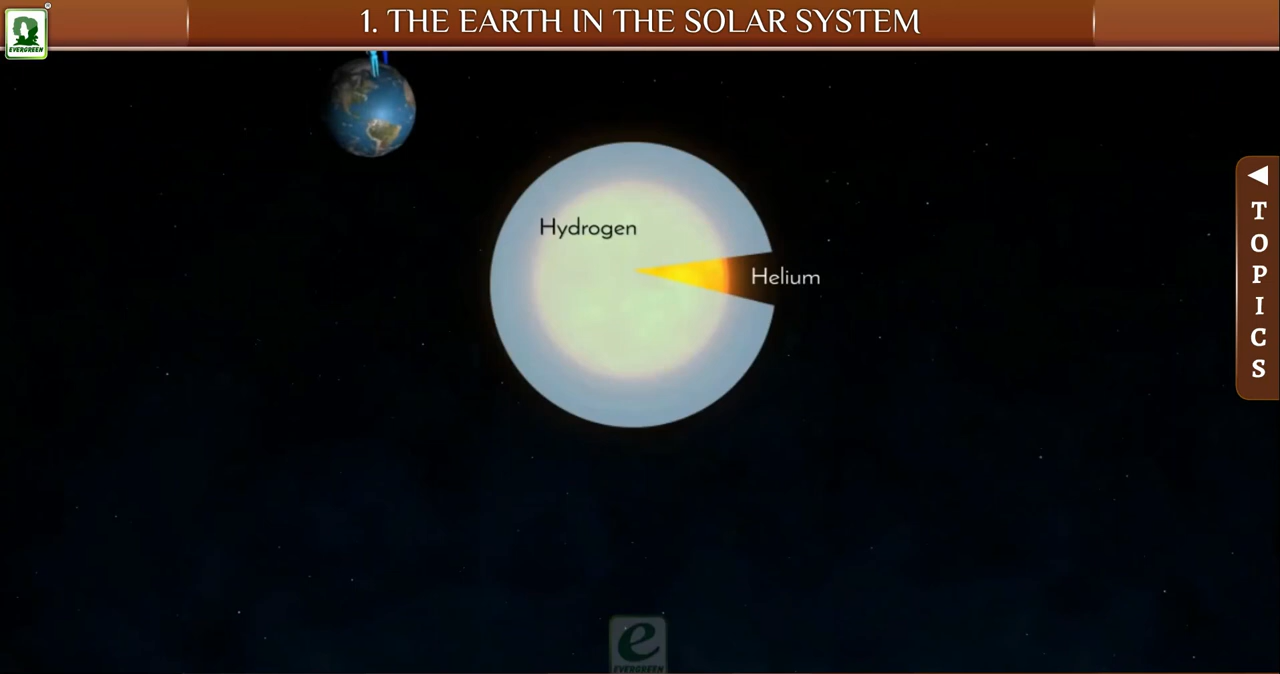 1. THE EARTH IN THE SOLAR SYSTEM
EVERGREEN
Hydrogen
Helium
TOPICS
e
EVERGREEN